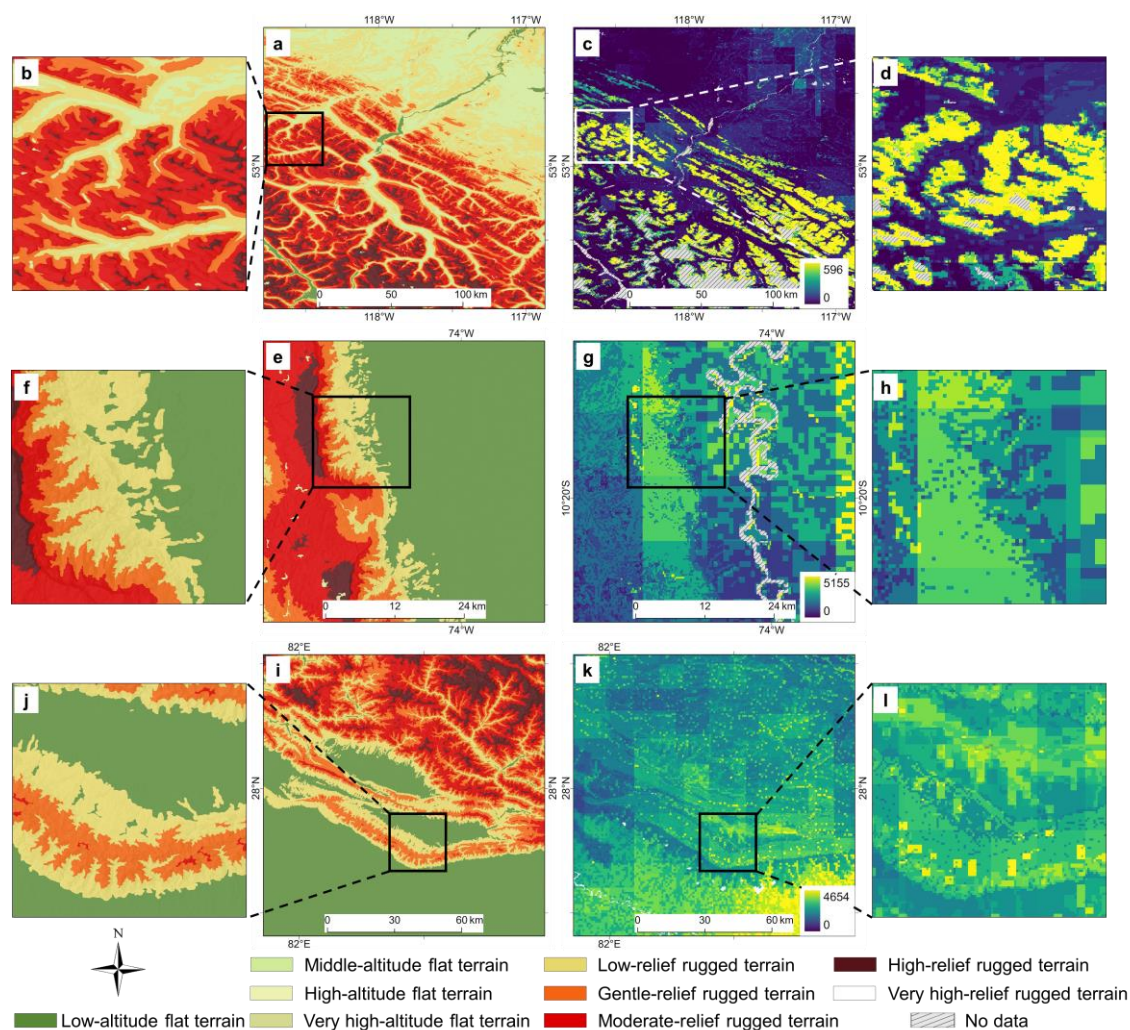 118°W 117°W 118°W 117°W
b a c d
53°N 53°N 53°N
596
0
0 50 100 km 0 50 100 km
118°W 117°W 118°W 117°W
74°W 74°W
f e g h
10°20'S 10°20'S
5155
0
0 12 24 km 0 12 24 km
74°W 74°W
82°E 82°E
j i k l
28°N 28°N
4654
0
0 30 60 km 0 30 60 km
82°E 82°E
N
Middle-altitude flat terrain Low-relief rugged terrain High-relief rugged terrain
High-altitude flat terrain Gentle-relief rugged terrain Very high-relief rugged terrain
Low-altitude flat terrain Very high-altitude flat terrain Moderate-relief rugged terrain No data